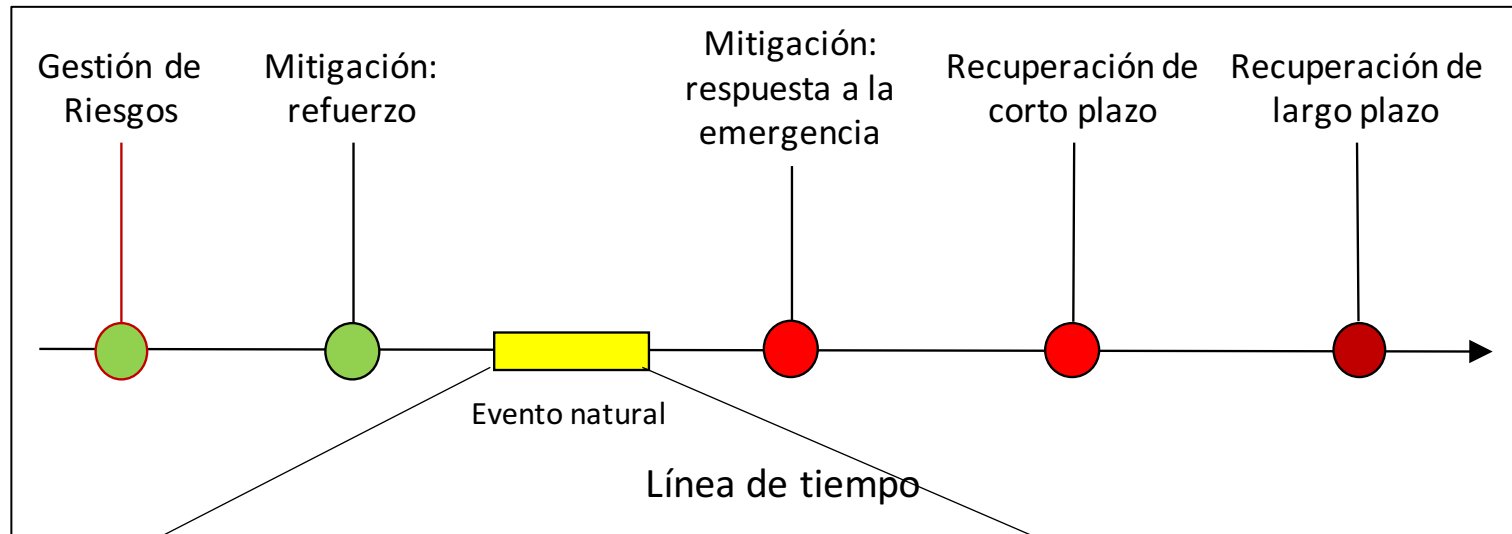 Gestión de
Riesgos
Mitigación:
refuerzo
Mitigación:
respuesta a la
emergencia
Recuperación de
corto plazo
Recuperación de
largo plazo
Evento natural
Línea de tiempo